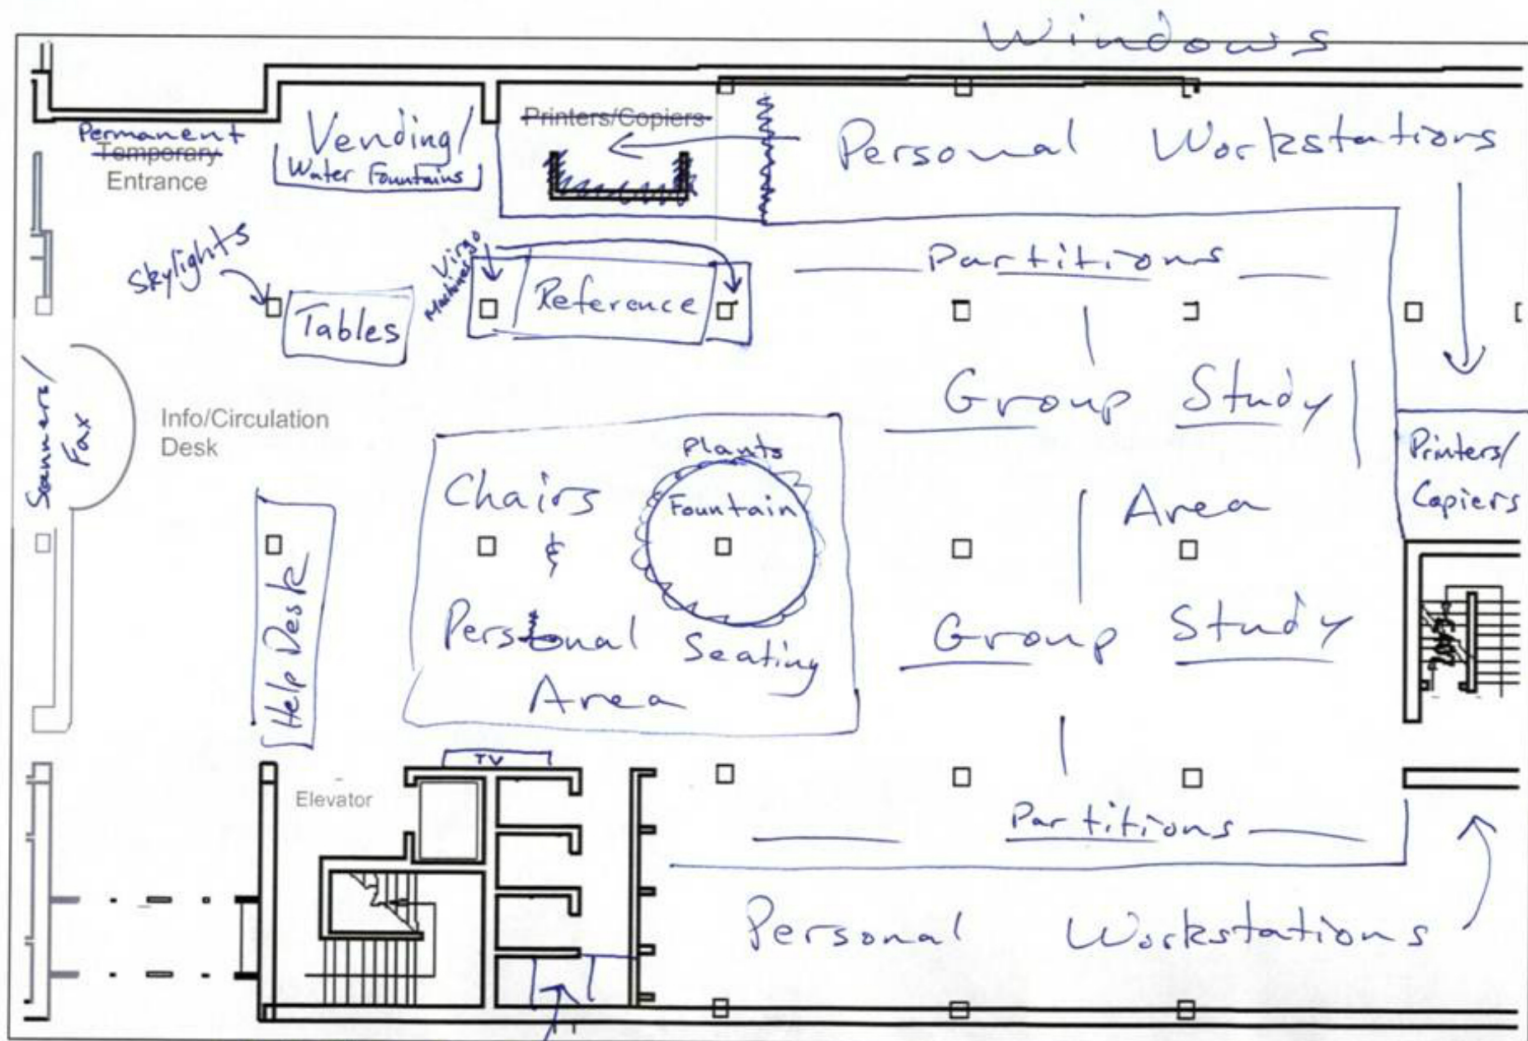 Windows
Permanent
Temporary
Entrance
Vending/
Water Fountains
Printers/Copiers
Personal Workstations
Skylights
Tables
Virgo
Machines
Reference
Partitions
Scanners/
Fax
Info/Circulation
Desk
Group Study
Area
Printers/
Copiers
Plants
Fountain
Chairs
&
Personal Seating
Area
Help Desk
Group Study
TV
Elevator
Partitions
Personal Workstations